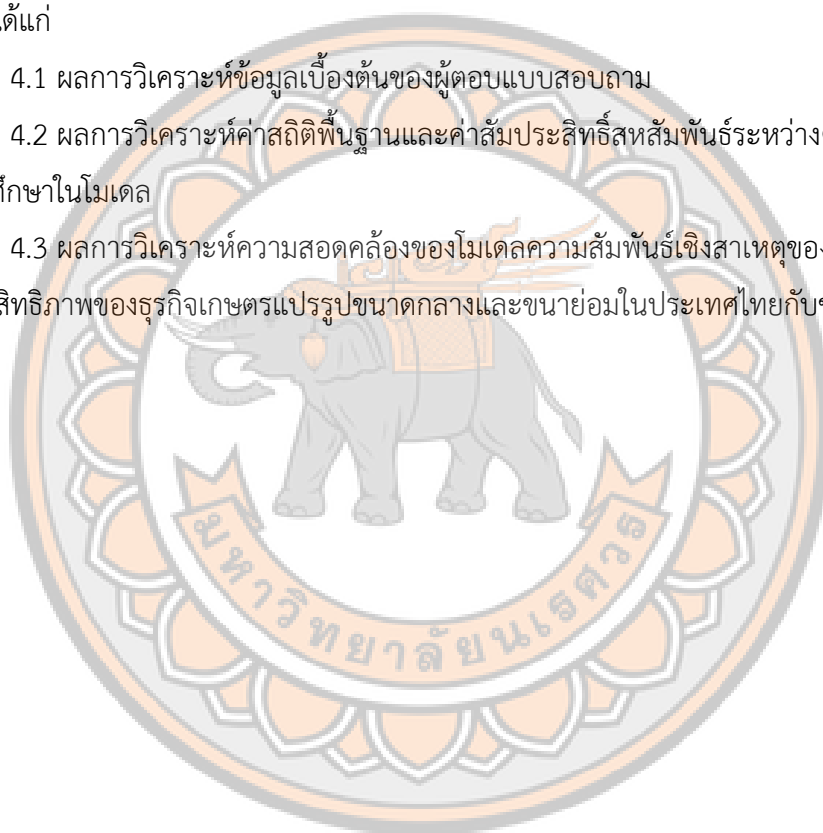 ด้แก่
4.1 ผลการวิเคราะห์ข้อมูลเบื้องต้นของผู้ตอบแบบสอบถาม
4.2 ผลการวิเคราะห์ค่าสถิติพื้นฐานและค่าสัมประสิทธิ์สหสัมพันธ์ระหว่าง
ศึกษาในโมเดล
4.3 ผลการวิเคราะห์ความสอดคล้องของโมเดลความสัมพันธ์เชิงสาเหตุของ
สิทธิภาพของธุรกิจเกษตรแปรรูปขนาดกลางและขนาย่อมในประเทศไทยกับ
มหาวิทยาลัยนเรศวร